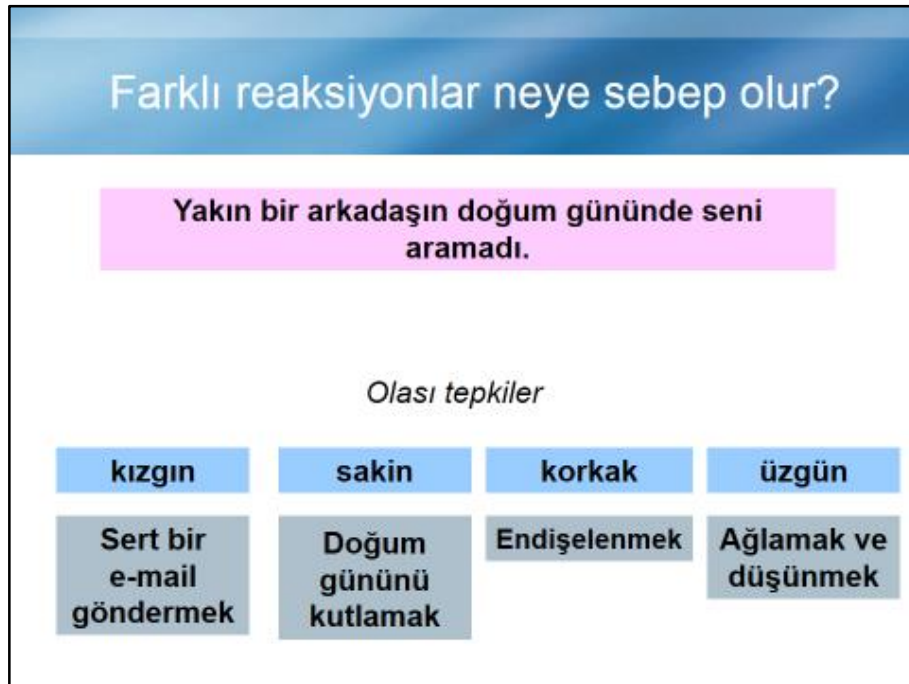 Farklı reaksiyonlar neye sebep olur?
Yakın bir arkadaşın doğum gününde seni
aramadı.
Olası tepkiler
kızgın
sakin
korkak
üzgün
Sert bir
e-mail
göndermek
Doğum
gününü
kutlamak
Endişelenmek
Ağlamak ve
düşünmek